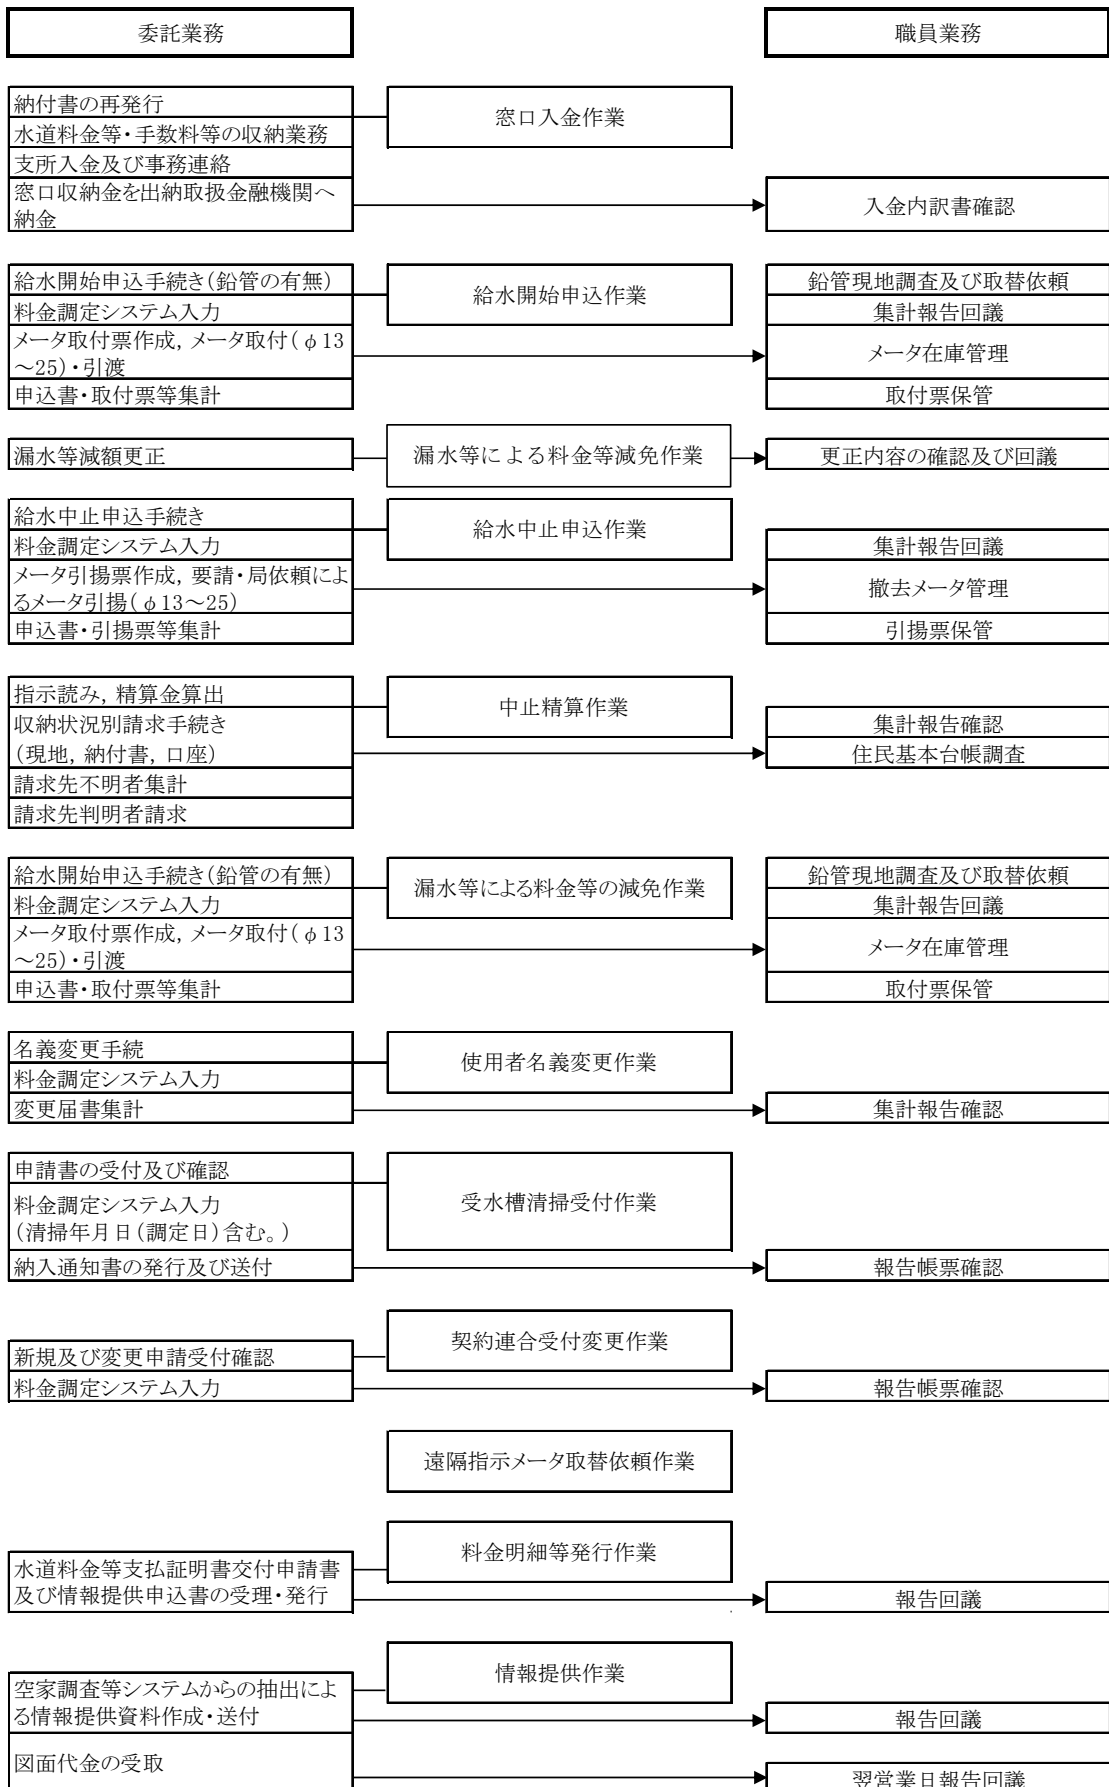 委託業務
職員業務
納付書の再発行
窓口入金作業
水道料金等・手数料等の収納業務
支所入金及び事務連絡
窓口収納金を出納取扱金融機関へ
納金
入金内訳書確認
給水開始申込手続き(鉛管の有無)
給水開始申込作業
鉛管現地調査及び取替依頼
料金調定システム入力
集計報告回議
メータ取付票作成, メータ取付(φ13
～25)・引渡
メータ在庫管理
申込書・取付票等集計
取付票保管
漏水等減額更正
漏水等による料金等減免作業
更正内容の確認及び回議
給水中止申込手続き
給水中止申込作業
料金調定システム入力
集計報告回議
メータ引揚票作成, 要請・局依頼によ
るメータ引揚(φ13～25)
撤去メータ管理
申込書・引揚票等集計
引揚票保管
指示読み, 精算金算出
中止精算作業
収納状況別請求手続き
(現地, 納付書, 口座)
集計報告確認
住民基本台帳調査
請求先不明者集計
請求先判明者請求
給水開始申込手続き(鉛管の有無)
漏水等による料金等の減免作業
鉛管現地調査及び取替依頼
料金調定システム入力
集計報告回議
メータ取付票作成, メータ取付(φ13
～25)・引渡
メータ在庫管理
申込書・取付票等集計
取付票保管
名義変更手続
使用者名義変更作業
料金調定システム入力
変更届書集計
集計報告確認
申請書の受付及び確認
受水槽清掃受付作業
料金調定システム入力
(清掃年月日(調定日)含む。)
納入通知書の発行及び送付
報告帳票確認
契約連合受付変更作業
新規及び変更申請受付確認
料金調定システム入力
報告帳票確認
遠隔指示メータ取替依頼作業
料金明細等発行作業
水道料金等支払証明書交付申請書
及び情報提供申込書の受理・発行
報告回議
情報提供作業
空家調査等システムからの抽出によ
る情報提供資料作成・送付
報告回議
図面代金の受取
翌営業日報告回議